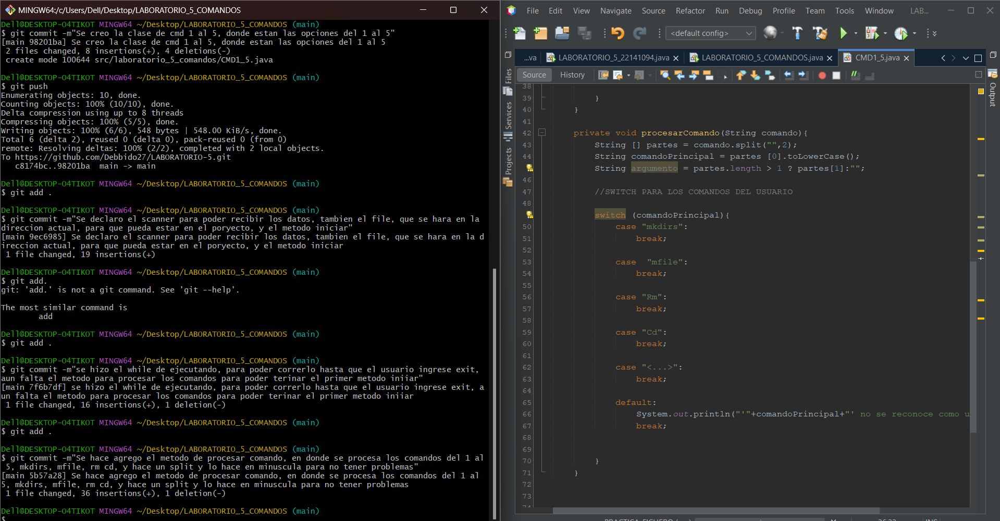 MINGW64:/c/Users/Dell/Desktop/LABORATORIO_5_COMANDOS
Dell@DESKTOP-O4TIKOT MINGW64 ~/Desktop/LABORATORIO_5_COMANDOS (main)
$ git commit -m"Se creo la clase de cmd 1 al 5, donde estan las opciones del 1 al 5"
[main 98201ba] Se creo la clase de cmd 1 al 5, donde estan las opciones del 1 al 5
 2 files changed, 8 insertions(+), 4 deletions(-)
 create mode 100644 src/laboratorio_5_comandos/CMD1_5.java
Dell@DESKTOP-O4TIKOT MINGW64 ~/Desktop/LABORATORIO_5_COMANDOS (main)
$ git push
Enumerating objects: 10, done.
Counting objects: 100% (10/10), done.
Delta compression using up to 8 threads
Compressing objects: 100% (5/5), done.
Writing objects: 100% (6/6), 548 bytes | 548.00 KiB/s, done.
Total 6 (delta 2), reused 0 (delta 0), pack-reused 0 (from 0)
remote: Resolving deltas: 100% (2/2), completed with 2 local objects.
To https://github.com/Debbido27/LABORATORIO-5.git
   c8174bc..98201ba  main -> main
Dell@DESKTOP-O4TIKOT MINGW64 ~/Desktop/LABORATORIO_5_COMANDOS (main)
$ git add .
Dell@DESKTOP-O4TIKOT MINGW64 ~/Desktop/LABORATORIO_5_COMANDOS (main)
$ git commit -m"Se declaro el scanner para poder recibir los datos, tambien el file, que se hara en la
direccion actual, para que pueda estar en el poryecto, y el metodo iniciar"
[main 9ec6985] Se declaro el scanner para poder recibir los datos, tambien el file, que se hara en la d
ireccion actual, para que pueda estar en el poryecto, y el metodo iniciar
 1 file changed, 19 insertions(+)
Dell@DESKTOP-O4TIKOT MINGW64 ~/Desktop/LABORATORIO_5_COMANDOS (main)
$ git add.
git: 'add.' is not a git command. See 'git --help'.
The most similar command is
        add
Dell@DESKTOP-O4TIKOT MINGW64 ~/Desktop/LABORATORIO_5_COMANDOS (main)
$ git add .
Dell@DESKTOP-O4TIKOT MINGW64 ~/Desktop/LABORATORIO_5_COMANDOS (main)
$ git commit -m"se hizo el while de ejecutando, para poder correrlo hasta que el usuario ingrese exit,
aun falta el metodo para procesar los comandos para poder terinar el primer metodo iniiar"
[main 7f6b7df] se hizo el while de ejecutando, para poder correrlo hasta que el usuario ingrese exit, a
un falta el metodo para procesar los comandos para poder terinar el primer metodo iniiar
 1 file changed, 16 insertions(+), 1 deletion(-)
Dell@DESKTOP-O4TIKOT MINGW64 ~/Desktop/LABORATORIO_5_COMANDOS (main)
$ git add .
Dell@DESKTOP-O4TIKOT MINGW64 ~/Desktop/LABORATORIO_5_COMANDOS (main)
$ git commit -m"Se hace agrego el metodo de procesar comando, en donde se procesa los comandos del 1 al
 5, mkdirs, mfile, rm cd, y hace un split y lo hace en minuscula para no tener problemas"
[main 5b57a28] Se hace agrego el metodo de procesar comando, en donde se procesa los comandos del 1 al
5, mkdirs, mfile, rm cd, y hace un split y lo hace en minuscula para no tener problemas
 1 file changed, 36 insertions(+), 1 deletion(-)
Dell@DESKTOP-O4TIKOT MINGW64 ~/Desktop/LABORATORIO_5_COMANDOS (main)
$
File Edit View Navigate Source Refactor Run Debug Profile Team Tools Window LAB...
<default config>
...va LABORATORIO_5_22141094.java LABORATORIO_5_COMANDOS.java CMD1_5.java
Source History
Files
Services
Projects
Output
38
39 }
40 }
41
42 private void procesarComando(String comando){
43 String [] partes = comando.split("",2);
44 String comandoPrincipal = partes [0].toLowerCase();
String argumento = partes.length > 1 ? partes[1]:"";
46
47 //SWITCH PARA LOS COMANDOS DEL USUARIO
48
switch (comandoPrincipal){
50 case "mkdirs":
51 break;
52
53 case  "mfile":
54 break;
55
56 case "Rm":
57 break;
58
59 case "Cd":
60 break;
61
62 case "<...>":
63 break;
64
65 default:
66 System.out.println("'"+comandoPrincipal+"' no se reconoce como u
67 break;
68
69
70 }
71 }
72
73
74